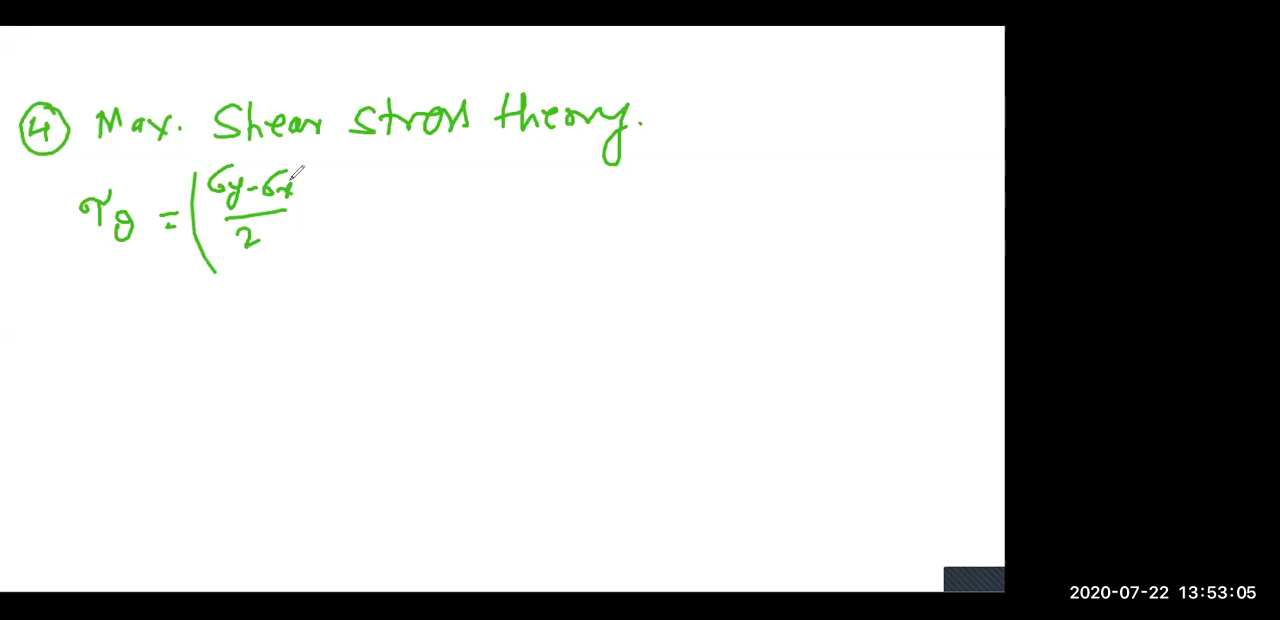 ④ Max. Shear stress theory.
τθ = ( σy-σx / 2
2020-07-22 13:53:05